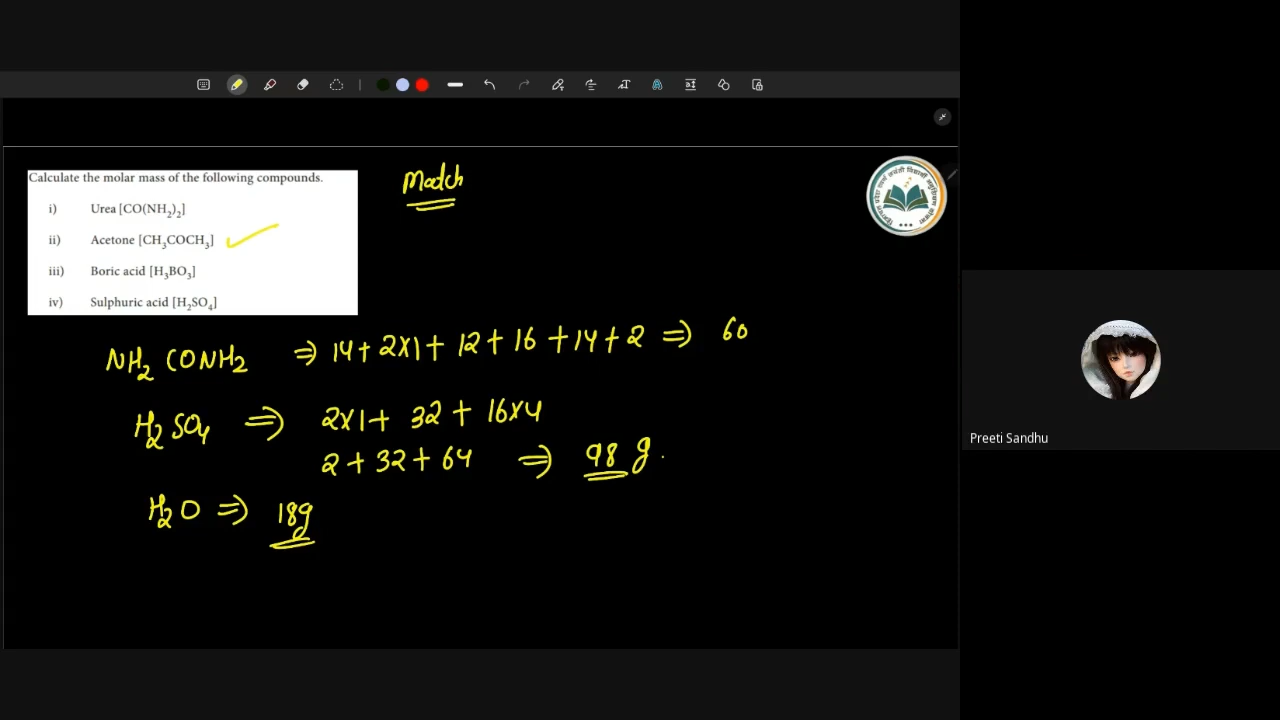 Calculate the molar mass of the following compounds.
i) Urea [CO(NH₂)₂]
ii) Acetone [CH₃COCH₃]
iii) Boric acid [H₃BO₃]
iv) Sulphuric acid [H₂SO₄]
Match
NH₂ CONH₂ ⇒ 14 + 2×1 + 12 + 16 + 14 + 2 ⇒ 60
H₂SO₄ ⇒ 2×1 + 32 + 16×4
2 + 32 + 64 ⇒ 98 g.
H₂O ⇒ 18g
Preeti Sandhu